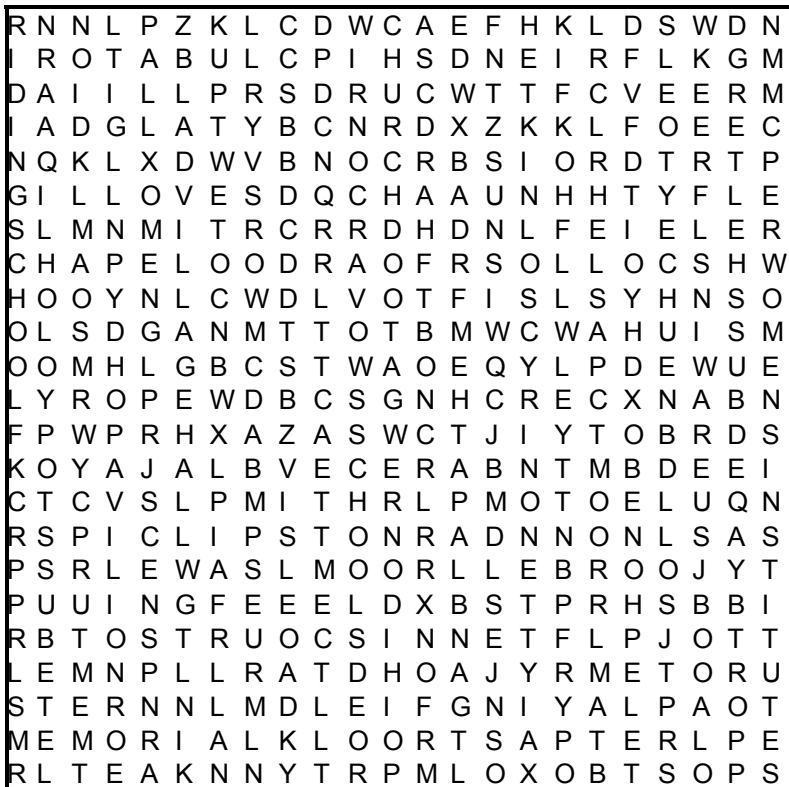 R N N L P Z K L C D W C A E F H K L D S W D N
I R O T A B U L C P I H S D N E I R F L K G M
D A I I L L P R S D R U C W T T F C V E E R M
I A D G L A T Y B C N R D X Z K K L F O E E C
N Q K L X D W V B N O C R B S I O R D T R T P
G I L L O V E S D Q C H A A U N H H T Y F L E
S L M N M I T R C R R D H D N L F E I E L E R
C H A P E L O O D R A O F R S O L L O C S H W
H O O Y N L C W D L V O T F I S L S Y H N S O
O L S D G A N M T T O T B M W C W A H U I S M
O O M H L G B C S T W A O E Q Y L P D E W U E
L Y R O P E W D B C S G N H C R E C X N A B N
F P W P R H X A Z A S W C T J I Y T O B R D S
K O Y A J A L B V E C E R A B N T M B D E E I
C T C V S L P M I T H R L P M O T O E L U Q N
R S P I C L I P S T O N R A D N N O N L S A S
P S R L E W A S L M O O R L L E B R O O J Y T
P U U I N G F E E E L D X B S T P R H S B B I
R B T O S T R U O C S I N N E T F L P J O T T
L E M N P L L R A T D H O A J Y R M E T O R U
S T E R N N L M D L E I F G N I Y A L P A O T
M E M O R I A L K L O O R T S A P T E R L P E
R L T E A K N N Y T R P M L O X O B T S O P S